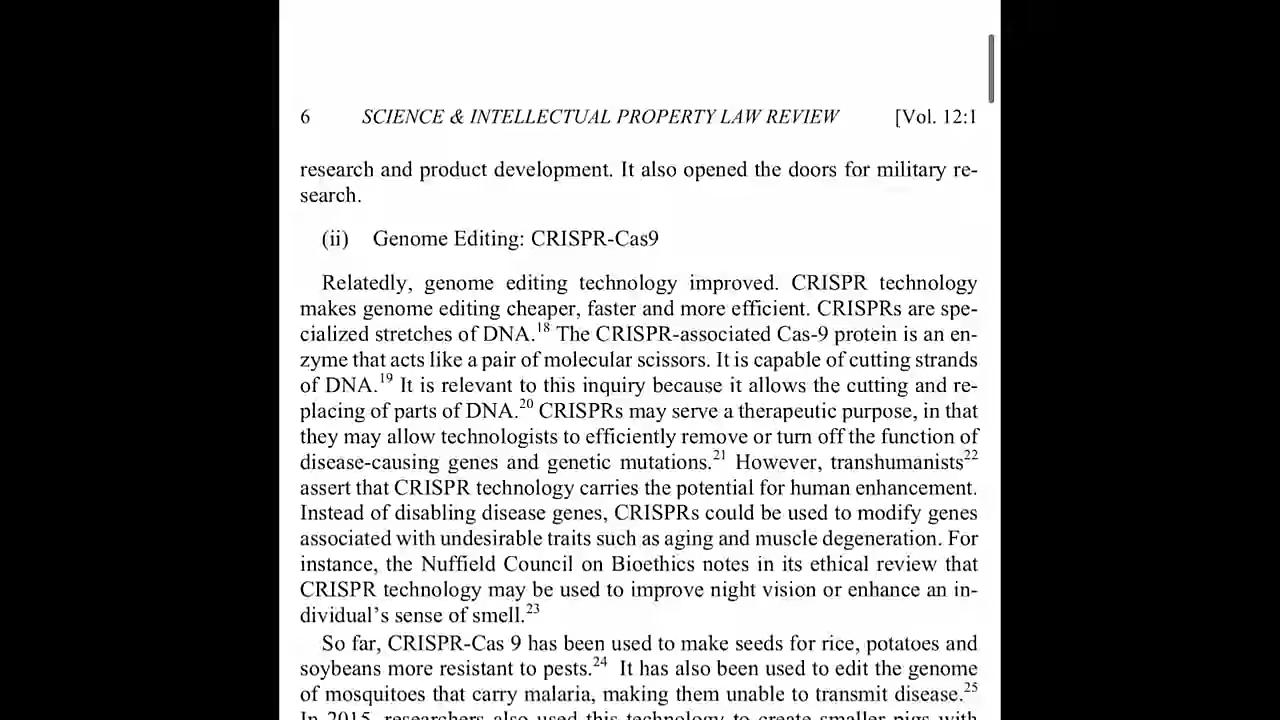 6 SCIENCE & INTELLECTUAL PROPERTY LAW REVIEW [Vol. 12:1
research and product development. It also opened the doors for military re-
search.
(ii) Genome Editing: CRISPR-Cas9
Relatedly, genome editing technology improved. CRISPR technology
makes genome editing cheaper, faster and more efficient. CRISPRs are spe-
cialized stretches of DNA.18 The CRISPR-associated Cas-9 protein is an en-
zyme that acts like a pair of molecular scissors. It is capable of cutting strands
of DNA.19 It is relevant to this inquiry because it allows the cutting and re-
placing of parts of DNA.20 CRISPRs may serve a therapeutic purpose, in that
they may allow technologists to efficiently remove or turn off the function of
disease-causing genes and genetic mutations.21 However, transhumanists22
assert that CRISPR technology carries the potential for human enhancement.
Instead of disabling disease genes, CRISPRs could be used to modify genes
associated with undesirable traits such as aging and muscle degeneration. For
instance, the Nuffield Council on Bioethics notes in its ethical review that
CRISPR technology may be used to improve night vision or enhance an in-
dividual's sense of smell.23
So far, CRISPR-Cas 9 has been used to make seeds for rice, potatoes and
soybeans more resistant to pests.24 It has also been used to edit the genome
of mosquitoes that carry malaria, making them unable to transmit disease.25
In 2015, researchers also used this technology to create smaller pigs with